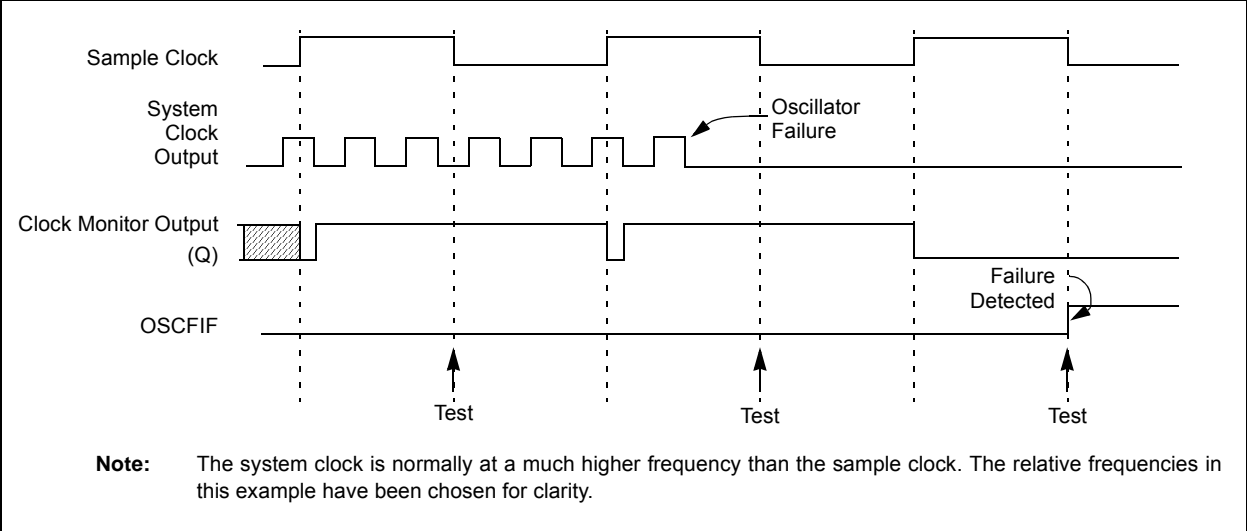 Sample Clock
System
Clock
Output
Oscillator
Failure
Clock Monitor Output
(Q)
Failure
Detected
OSCFIF
Test
Test
Test
Note: The system clock is normally at a much higher frequency than the sample clock. The relative frequencies in
this example have been chosen for clarity.